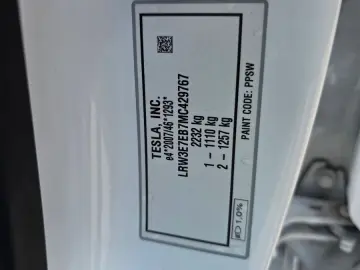 TESLA, INC.
e4*2007/46*1293*
LRW3E7EB7MC429767
2232 kg
1 - 1110 kg
2 - 1257 kg
PAINT CODE: PPSW
1,0%